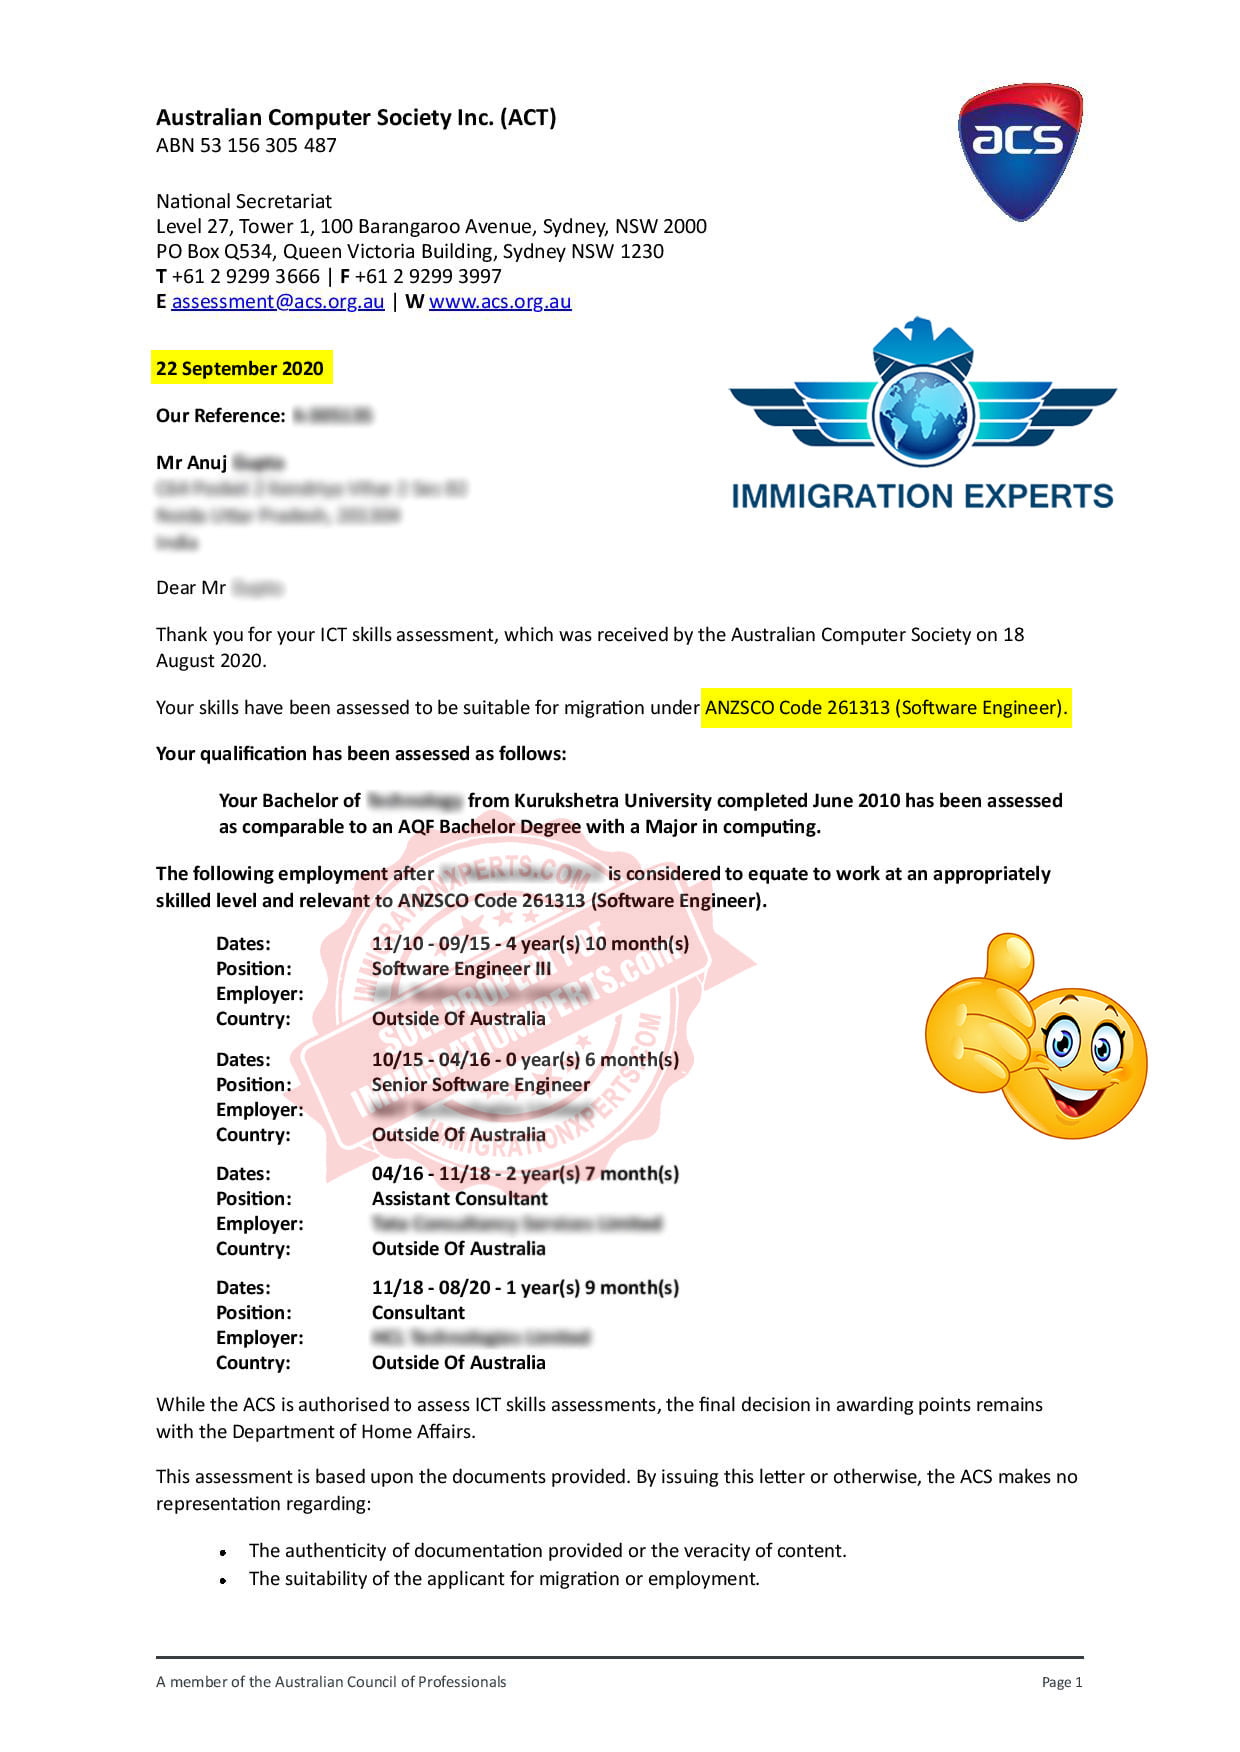 Australian Computer Society Inc. (ACT)
ABN 53 156 305 487
acs
National Secretariat
Level 27, Tower 1, 100 Barangaroo Avenue, Sydney, NSW 2000
PO Box Q534, Queen Victoria Building, Sydney NSW 1230
T +61 2 9299 3666 | F +61 2 9299 3997
E assessment@acs.org.au | W www.acs.org.au
22 September 2020
Our Reference:
IMMIGRATION EXPERTS
Mr Anuj
Dear Mr
Thank you for your ICT skills assessment, which was received by the Australian Computer Society on 18
August 2020.
Your skills have been assessed to be suitable for migration under ANZSCO Code 261313 (Software Engineer).
Your qualification has been assessed as follows:
Your Bachelor of from Kurukshetra University completed June 2010 has been assessed
as comparable to an AQF Bachelor Degree with a Major in computing.
The following employment after is considered to equate to work at an appropriately
skilled level and relevant to ANZSCO Code 261313 (Software Engineer).
IMMIGRATIONXPERTS.COM
SOLE PROPERTY OF
IMMIGRATIONXPERTS.com
IMMIGRATIONXPERTS.COM
Dates: 11/10 - 09/15 - 4 year(s) 10 month(s)
Position: Software Engineer III
Employer:
Country: Outside Of Australia
Dates: 10/15 - 04/16 - 0 year(s) 6 month(s)
Position: Senior Software Engineer
Employer:
Country: Outside Of Australia
Dates: 04/16 - 11/18 - 2 year(s) 7 month(s)
Position: Assistant Consultant
Employer:
Country: Outside Of Australia
Dates: 11/18 - 08/20 - 1 year(s) 9 month(s)
Position: Consultant
Employer:
Country: Outside Of Australia
While the ACS is authorised to assess ICT skills assessments, the final decision in awarding points remains
with the Department of Home Affairs.
This assessment is based upon the documents provided. By issuing this letter or otherwise, the ACS makes no
representation regarding:
• The authenticity of documentation provided or the veracity of content.
• The suitability of the applicant for migration or employment.
A member of the Australian Council of Professionals
Page 1